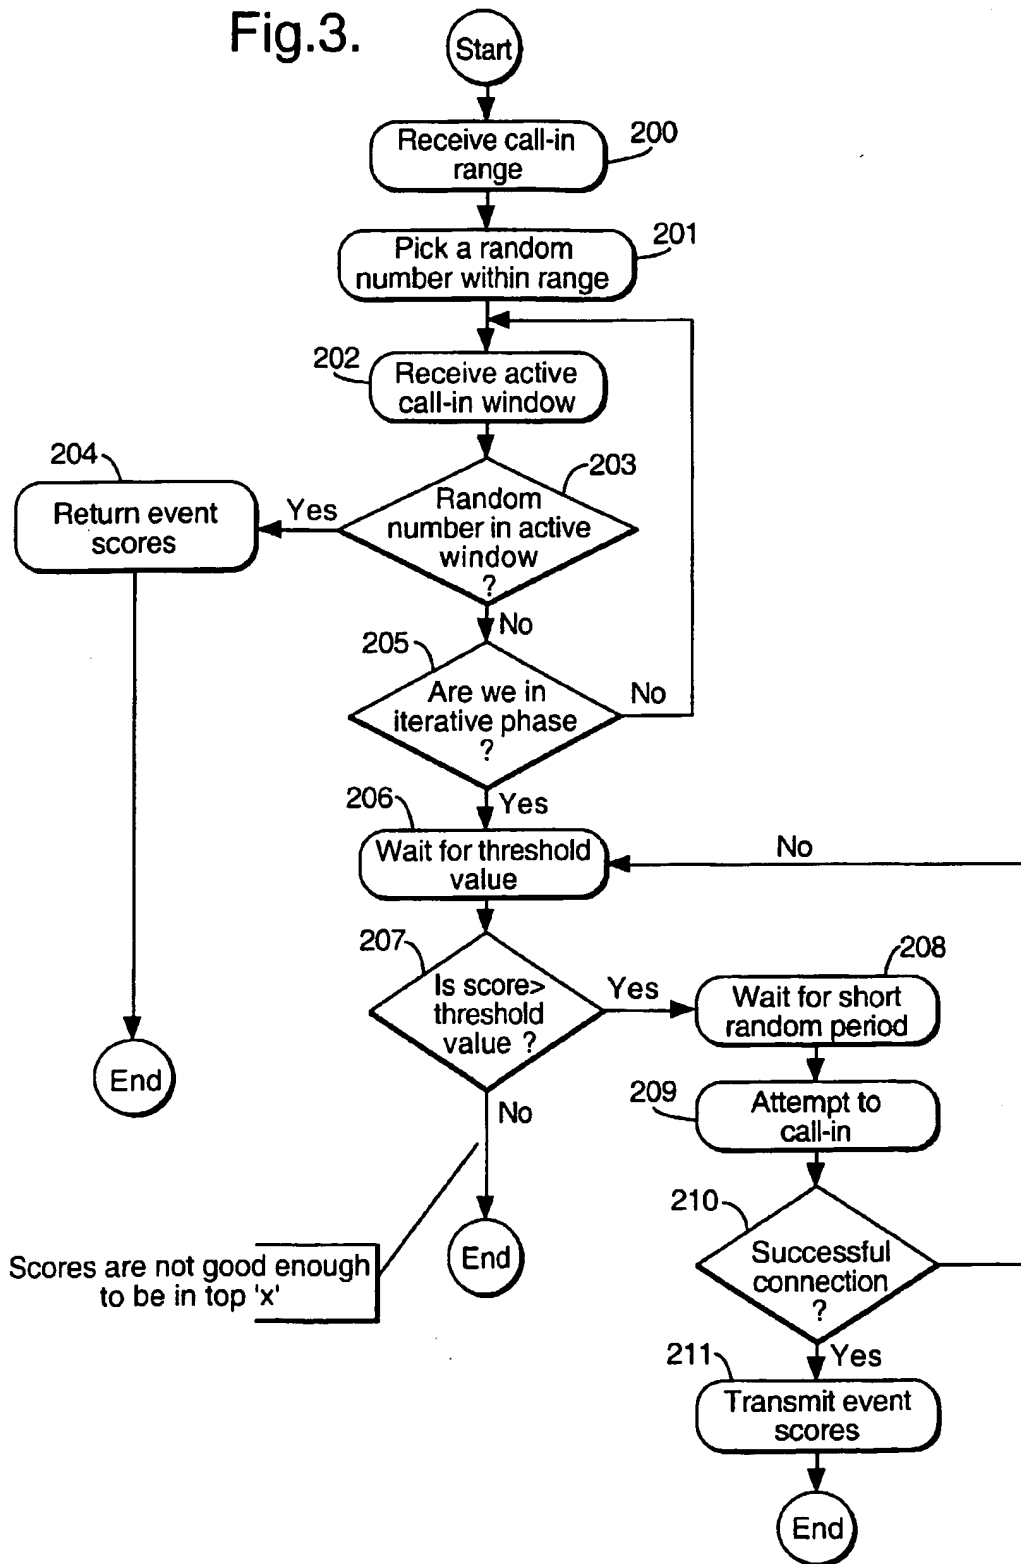 Fig.3.
Start
Receive call-in
range
200
Pick a random
number within range
201
202
Receive active
call-in window
203
Random
number in active
window
?
Yes
204
Return event
scores
End
No
205
Are we in
iterative phase
?
No
Yes
206
Wait for threshold
value
No
207
Is score>
threshold
value ?
Yes
208
Wait for short
random period
No
End
Scores are not good enough
to be in top 'x'
209
Attempt to
call-in
210
Successful
connection
?
Yes
211
Transmit event
scores
End